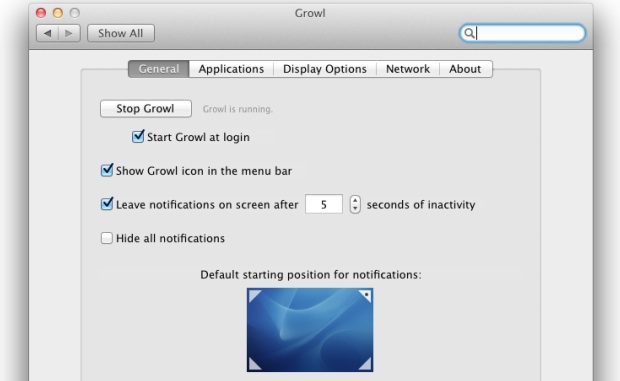 Growl
Show All
General Applications Display Options Network About
Stop Growl Growl is running.
Start Growl at login
Show Growl icon in the menu bar
Leave notifications on screen after 5 seconds of inactivity
Hide all notifications
Default starting position for notifications: